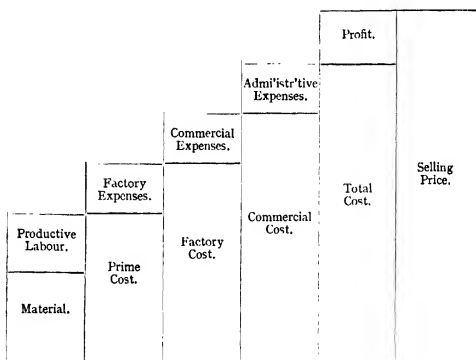 Profit.
Admi'istr'tive
Expenses.
Commercial
Expenses.
Selling
Price.
Factory
Expenses.
Total
Cost.
Productive
Labour.
Commercial
Cost.
Factory
Cost.
Prime
Cost.
Material.